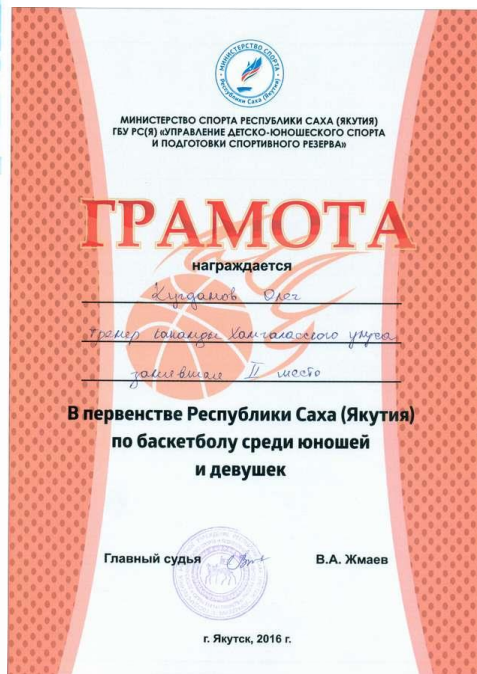 МИНИСТЕРСТВО СПОРТА
Республики Саха (Якутия)
МИНИСТЕРСТВО СПОРТА РЕСПУБЛИКИ САХА (ЯКУТИЯ)
ГБУ РС(Я) «УПРАВЛЕНИЕ ДЕТСКО-ЮНОШЕСКОГО СПОРТА
И ПОДГОТОВКИ СПОРТИВНОГО РЕЗЕРВА»
ГРАМОТА
награждается
Олег
тренер команды Хангаласского улуса
занявшая II место
В первенстве Республики Саха (Якутия)
по баскетболу среди юношей
и девушек
Главный судья В.А. Жмаев
г. Якутск, 2016 г.